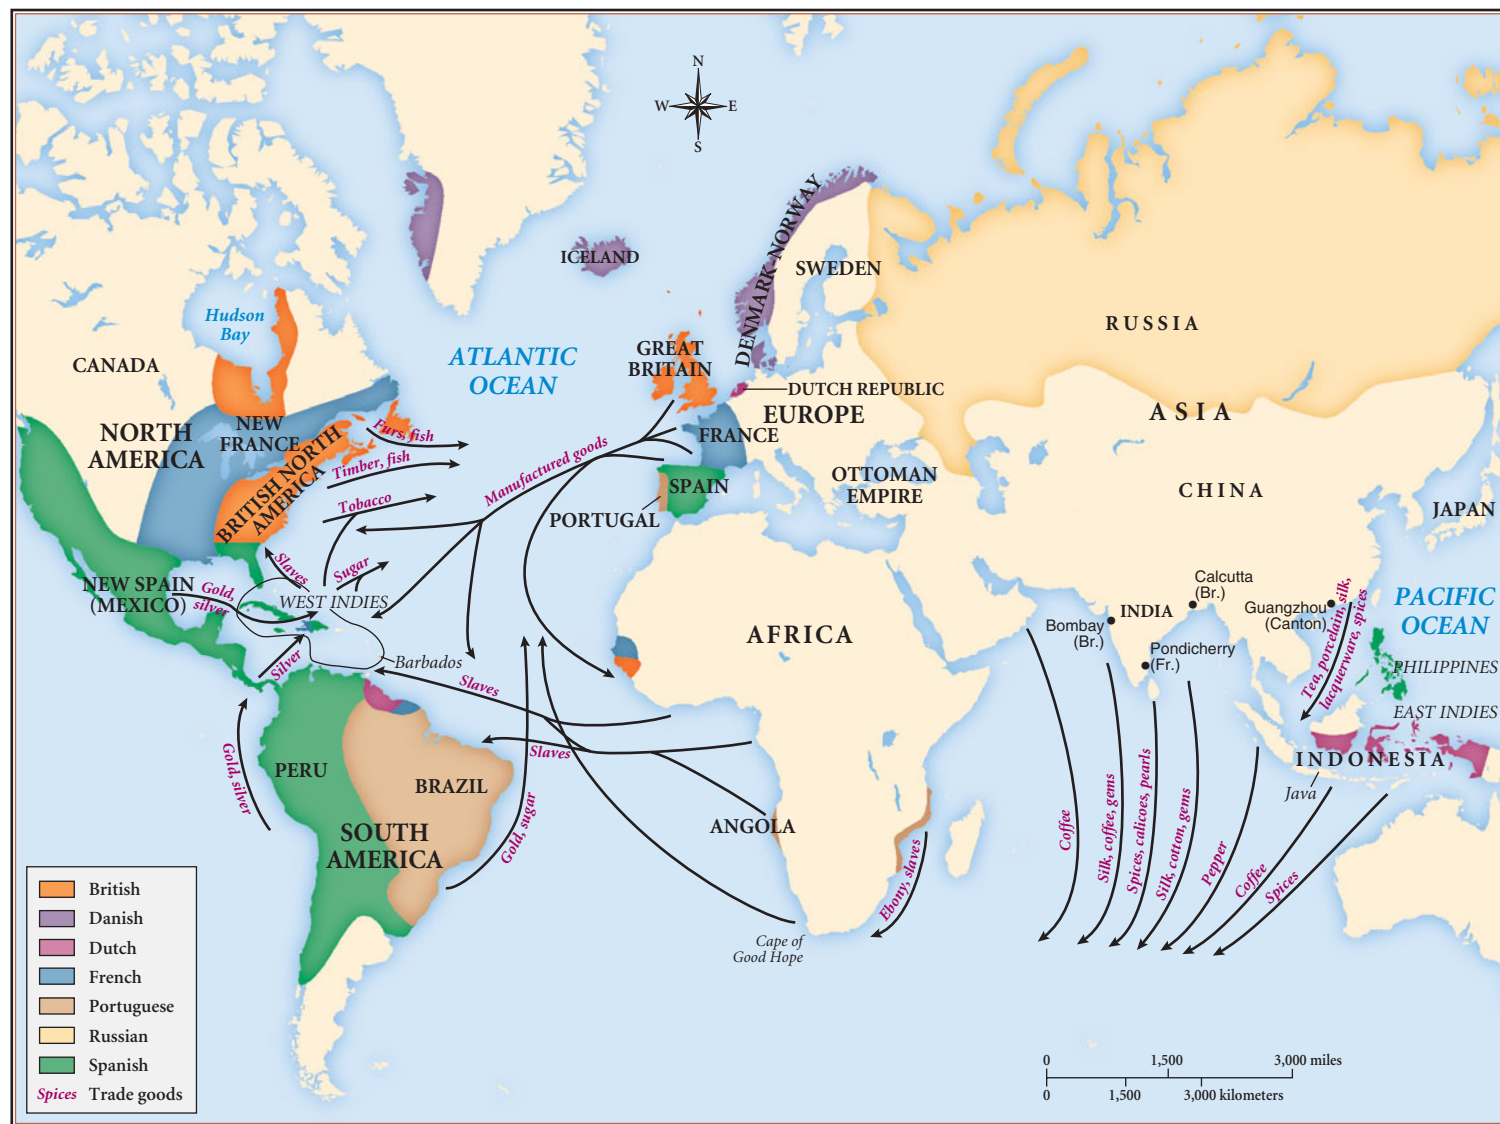 N
W
E
S
ICELAND
DENMARK-NORWAY
SWEDEN
RUSSIA
Hudson
Bay
CANADA
ATLANTIC
OCEAN
GREAT
BRITAIN
DUTCH REPUBLIC
EUROPE
ASIA
NORTH
AMERICA
NEW
FRANCE
BRITISH NORTH
AMERICA
Furs, fish
Timber, fish
Tobacco
Manufactured goods
FRANCE
SPAIN
PORTUGAL
OTTOMAN
EMPIRE
CHINA
JAPAN
NEW SPAIN
(MEXICO)
Gold,
silver
Slaves
Sugar
WEST INDIES
Barbados
Silver
Slaves
AFRICA
INDIA
Calcutta
(Br.)
Bombay
(Br.)
Pondicherry
(Fr.)
Guangzhou
(Canton)
Tea, porcelain, silk,
lacquerware, spices
PACIFIC
OCEAN
PHILIPPINES
EAST INDIES
INDONESIA
Java
Gold, silver
PERU
BRAZIL
SOUTH
AMERICA
Slaves
Gold, sugar
ANGOLA
Ebony, slaves
Cape of
Good Hope
Coffee
Silk, coffee, gems
Spices, calicoes, pearls
Silk, cotton, gems
Pepper
Coffee
Spices
British
Danish
Dutch
French
Portuguese
Russian
Spanish
Spices Trade goods
0 1,500 3,000 miles
0 1,500 3,000 kilometers